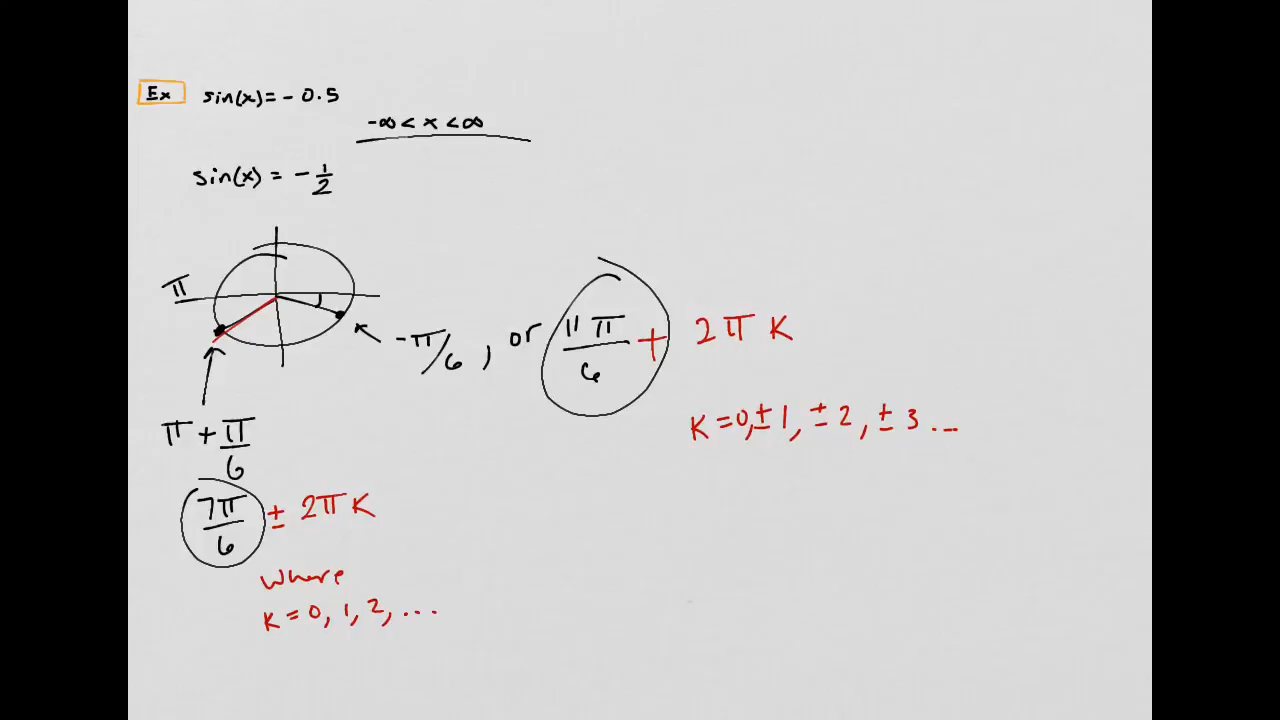 Ex sin(x) = - 0.5
-∞ < x < ∞
sin(x) = - 1/2
π
-π/6, or 11π/6 + 2πK
K = 0, ± 1, ± 2, ± 3 ...
π + π/6
7π/6 ± 2πK
where
K = 0, 1, 2, ...